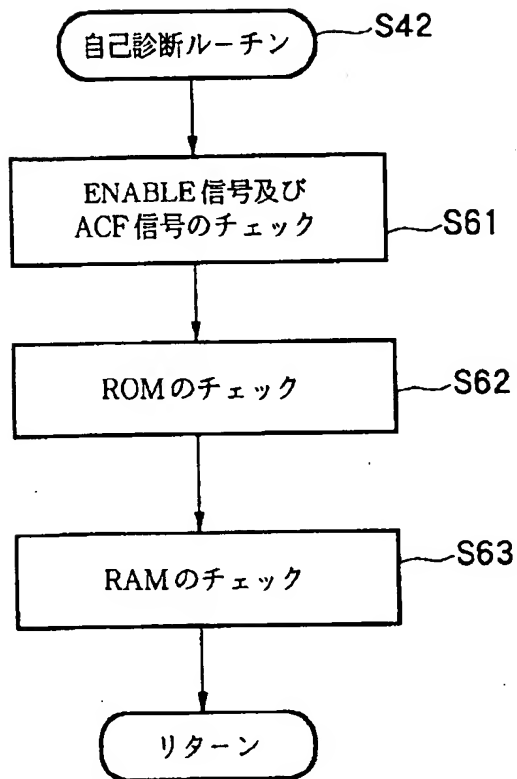 自己診断ルーチン
S42
ENABLE信号及び
ACF信号のチェック
S61
ROMのチェック
S62
RAMのチェック
S63
リターン